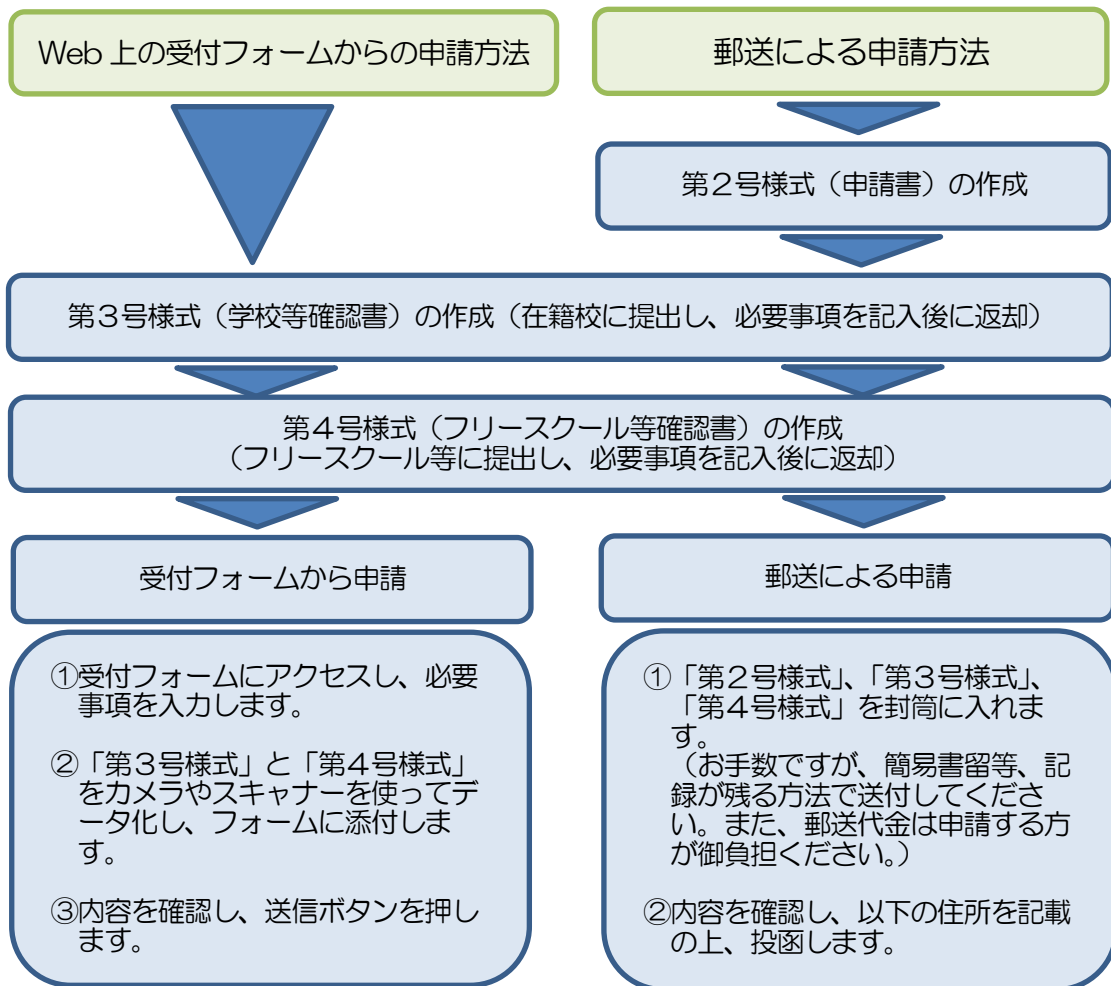 Web 上の受付フォームからの申請方法
郵送による申請方法
第2号様式（申請書）の作成
第3号様式（学校等確認書）の作成（在籍校に提出し、必要事項を記入後に返却）
第4号様式（フリースクール等確認書）の作成
（フリースクール等に提出し、必要事項を記入後に返却）
受付フォームから申請
①受付フォームにアクセスし、必要
事項を入力します。
②「第3号様式」と「第4号様式」
をカメラやスキャナーを使ってデ
ータ化し、フォームに添付しま
す。
③内容を確認し、送信ボタンを押し
ます。
郵送による申請
①「第2号様式」、「第3号様式」、
「第4号様式」を封筒に入れま
す。
（お手数ですが、簡易書留等、記
録が残る方法で送付してくださ
い。また、郵送代金は申請する方
が御負担ください。）
②内容を確認し、以下の住所を記載
の上、投函します。